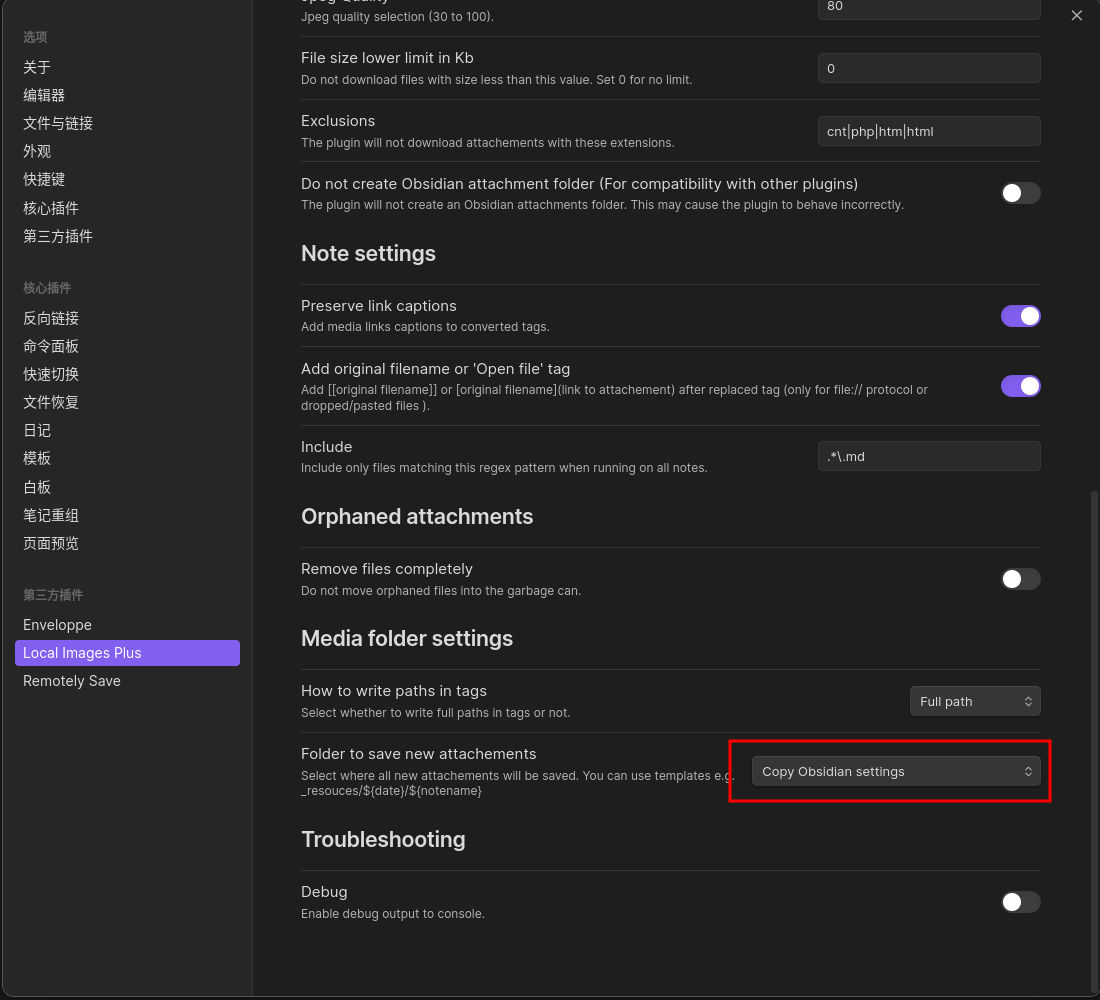 选项
关于
编辑器
文件与链接
外观
快捷键
核心插件
第三方插件
核心插件
反向链接
命令面板
快速切换
文件恢复
日记
模板
白板
笔记重组
页面预览
第三方插件
Enveloppe
Local Images Plus
Remotely Save
Jpeg quality selection (30 to 100).
80
File size lower limit in Kb
Do not download files with size less than this value. Set 0 for no limit.
0
Exclusions
The plugin will not download attachements with these extensions.
cnt|php|htm|html
Do not create Obsidian attachment folder (For compatibility with other plugins)
The plugin will not create an Obsidian attachments folder. This may cause the plugin to behave incorrectly.
Note settings
Preserve link captions
Add media links captions to converted tags.
Add original filename or 'Open file' tag
Add [[original filename]] or [original filename](link to attachement) after replaced tag (only for file:// protocol or
dropped/pasted files ).
Include
Include only files matching this regex pattern when running on all notes.
.*\.md
Orphaned attachments
Remove files completely
Do not move orphaned files into the garbage can.
Media folder settings
How to write paths in tags
Select whether to write full paths in tags or not.
Full path
Folder to save new attachements
Select where all new attachements will be saved. You can use templates e.g.
_resouces/${date}/${notename}
Copy Obsidian settings
Troubleshooting
Debug
Enable debug output to console.